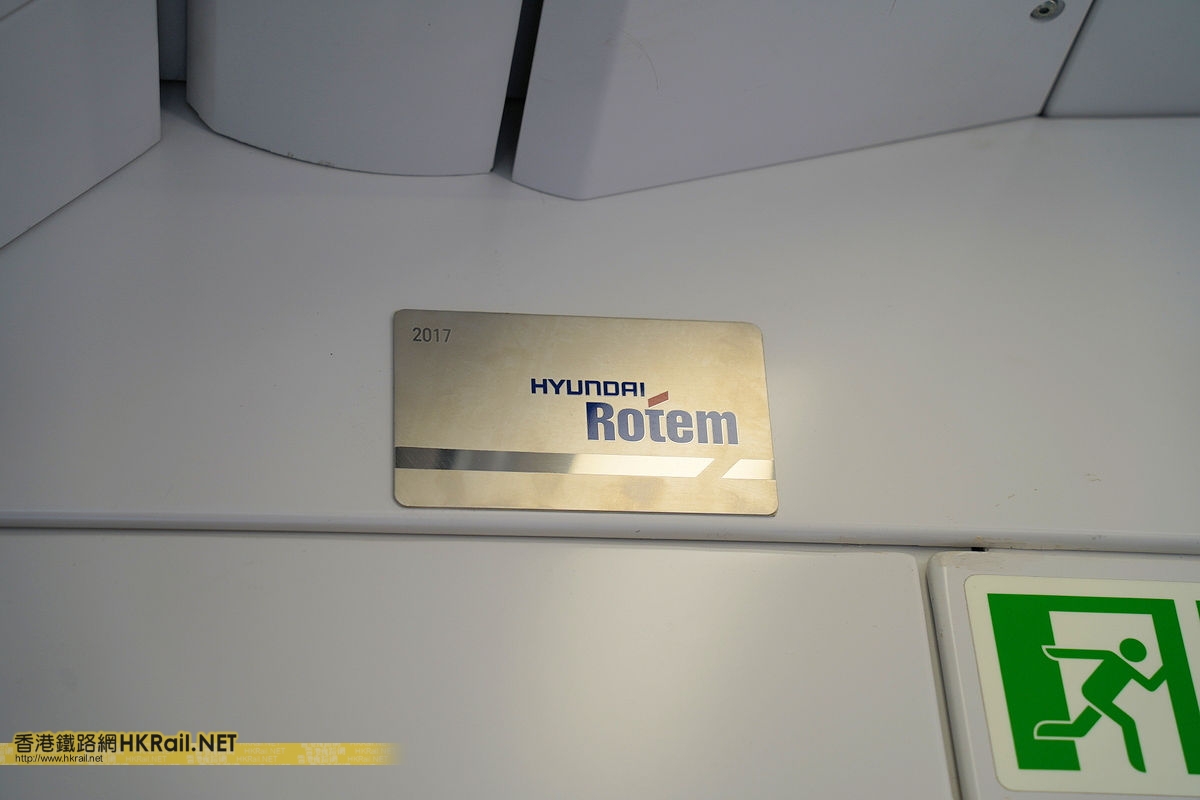 2017
HYUNDAI
Rotem
香港鐵路網HKRail.NET
http://www.hkrail.net